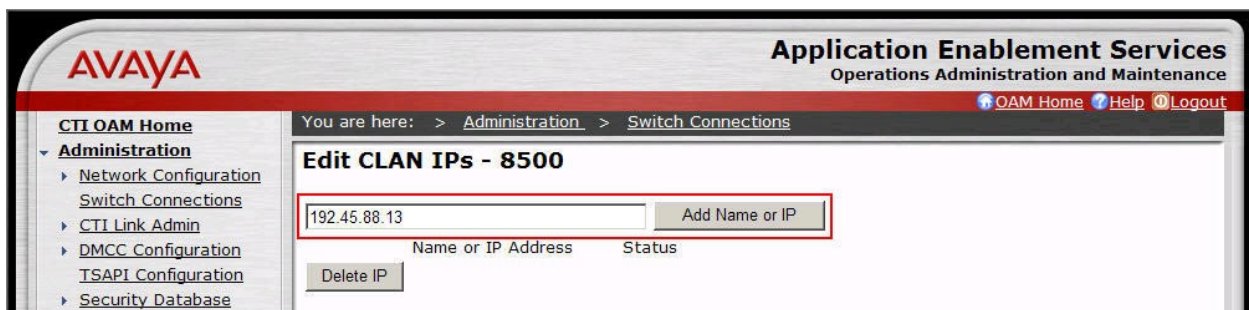 AVAYA
Application Enablement Services
Operations Administration and Maintenance
OAM Home Help Logout
CTI OAM Home
Administration
Network Configuration
Switch Connections
CTI Link Admin
DMCC Configuration
TSAPI Configuration
Security Database
You are here: > Administration > Switch Connections
Edit CLAN IPs - 8500
192.45.88.13 Add Name or IP
Name or IP Address Status
Delete IP